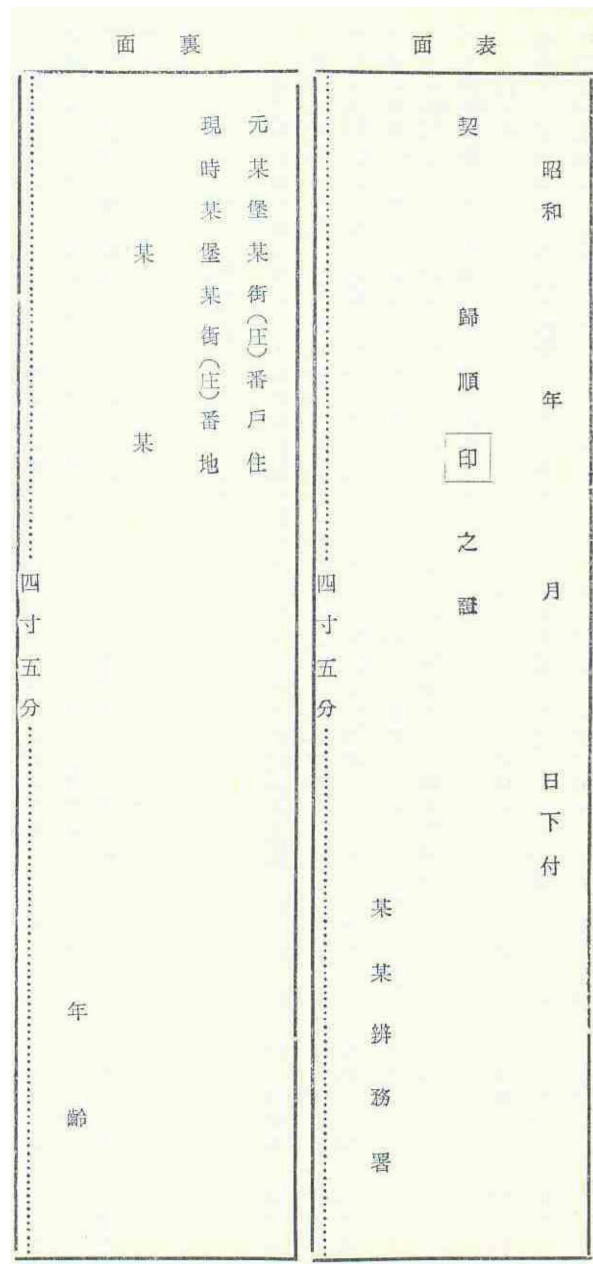 表面
昭和 年 月 日下付
契 歸順 印 之證
某某辨務署
四寸五分
裏面
元某堡某街(庄)番戶住
現時某堡某街(庄)番地
某 某
年 齡
四寸五分